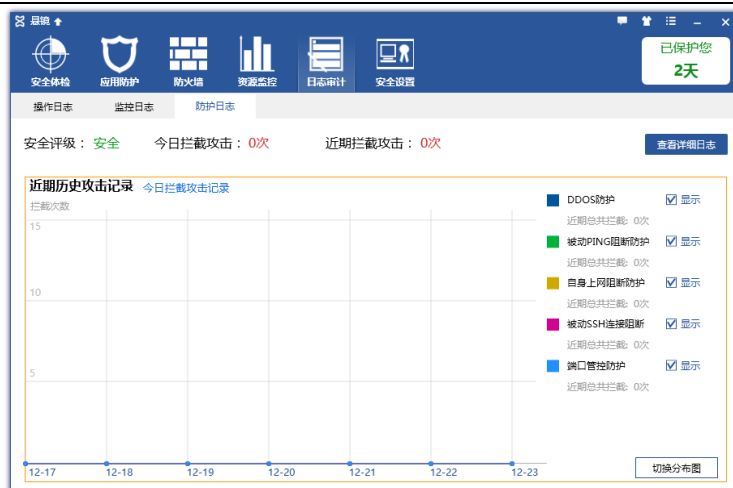 悬镜
已保护您
2天
安全体检 应用防护 防火墙 资源监控 日志审计 安全设置
操作日志 监控日志 防护日志
安全评级： 安全 今日拦截攻击： 0次 近期拦截攻击： 0次 查看详细日志
近期历史攻击记录 今日拦截攻击记录
拦截次数
15
10
5
12-17 12-18 12-19 12-20 12-21 12-22 12-23
DDOS防护 显示
近期总共拦截: 0次
被动PING阻断防护 显示
近期总共拦截: 0次
自身上网阻断防护 显示
近期总共拦截: 0次
被动SSH连接阻断 显示
近期总共拦截: 0次
端口管控防护 显示
近期总共拦截: 0次
切换分布图